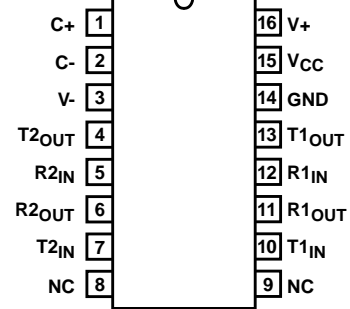 C+ 1 16 V+
C- 2 15 VCC
V- 3 14 GND
T2OUT 4 13 T1OUT
R2IN 5 12 R1IN
R2OUT 6 11 R1OUT
T2IN 7 10 T1IN
NC 8 9 NC